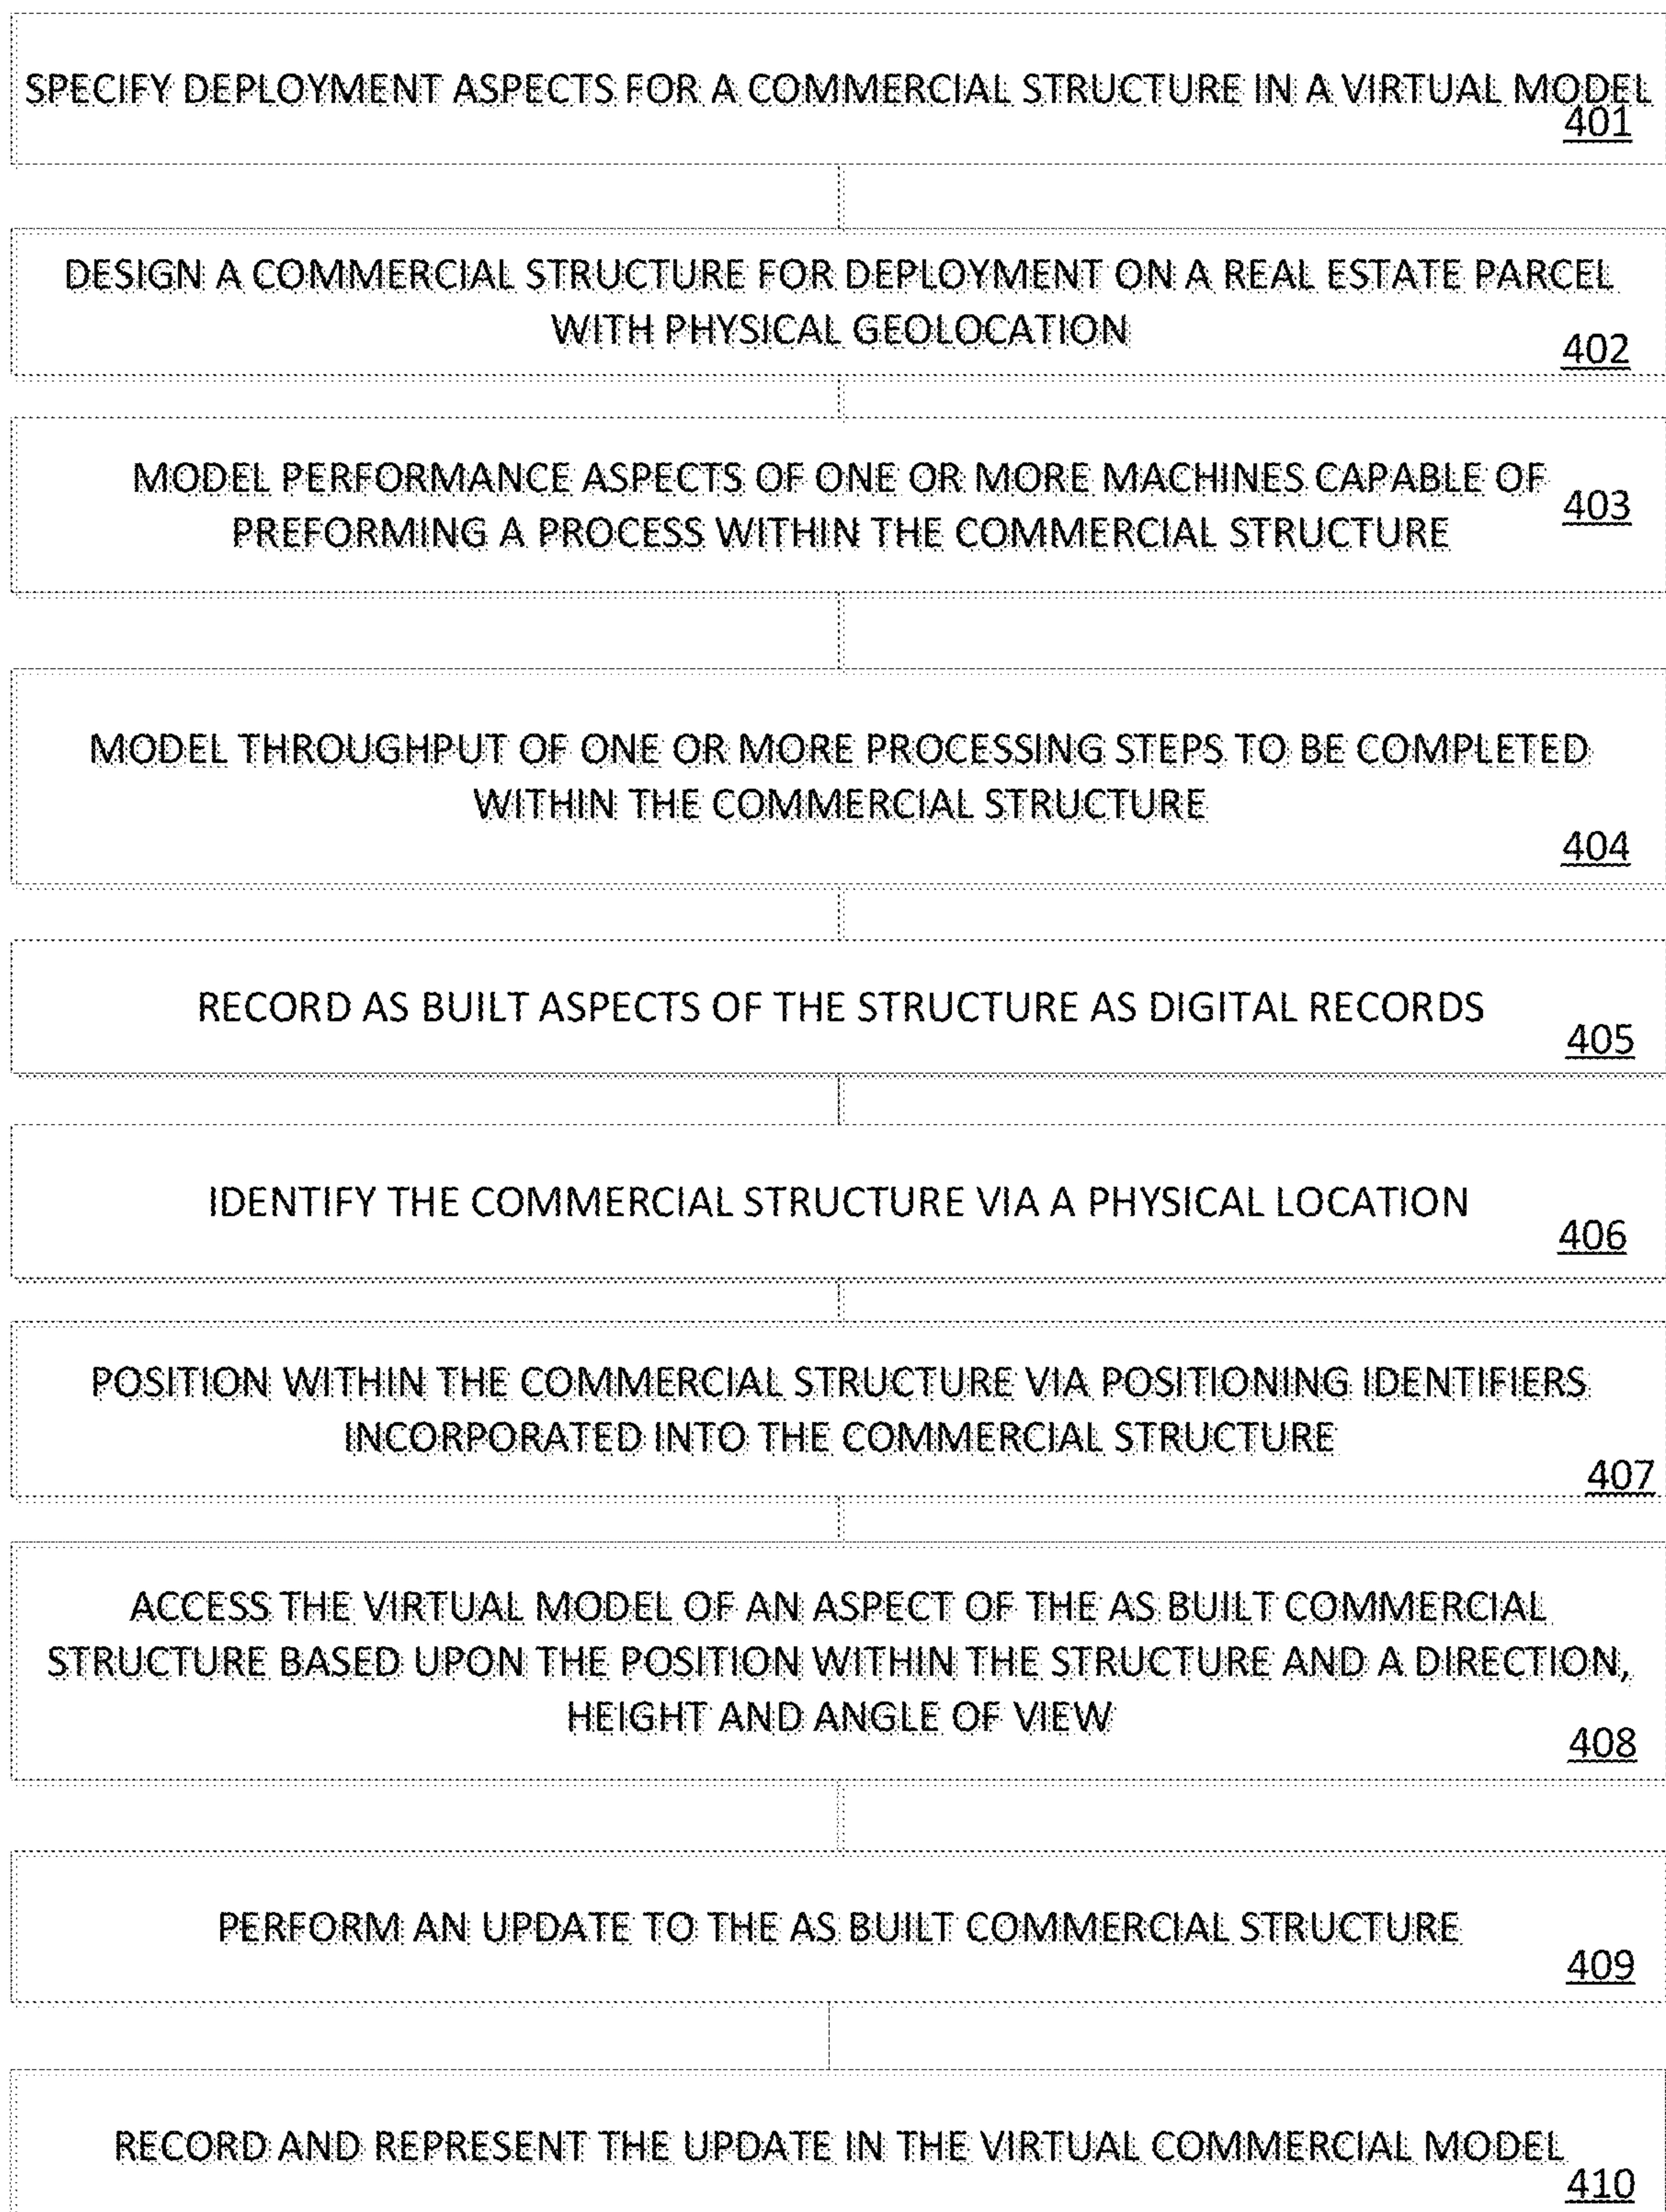 SPECIFY DEPLOYMENT ASPECTS FOR A COMMERCIAL STRUCTURE IN A VIRTUAL MODEL
401
DESIGN A COMMERCIAL STRUCTURE FOR DEPLOYMENT ON A REAL ESTATE PARCEL
WITH PHYSICAL GEOLOCATION
402
MODEL PERFORMANCE ASPECTS OF ONE OR MORE MACHINES CAPABLE OF
403
PREFORMING A PROCESS WITHIN THE COMMERCIAL STRUCTURE
MODEL THROUGHPUT OF ONE OR MORE PROCESSING STEPS TO BE COMPLETED
WITHIN THE COMMERCIAL STRUCTURE
404
RECORD AS BUILT ASPECTS OF THE STRUCTURE AS DIGITAL RECORDS
405
IDENTIFY THE COMMERCIAL STRUCTURE VIA A PHYSICAL LOCATION
406
POSITION WITHIN THE COMMERCIAL STRUCTURE VIA POSITIONING IDENTIFIERS
INCORPORATED INTO THE COMMERCIAL STRUCTURE
407
ACCESS THE VIRTUAL MODEL OF AN ASPECT OF THE AS BUILT COMMERCIAL
STRUCTURE BASED UPON THE POSITION WITHIN THE STRUCTURE AND A DIRECTION,
HEIGHT AND ANGLE OF VIEW
408
PERFORM AN UPDATE TO THE AS BUILT COMMERCIAL STRUCTURE
409
RECORD AND REPRESENT THE UPDATE IN THE VIRTUAL COMMERCIAL MODEL
410